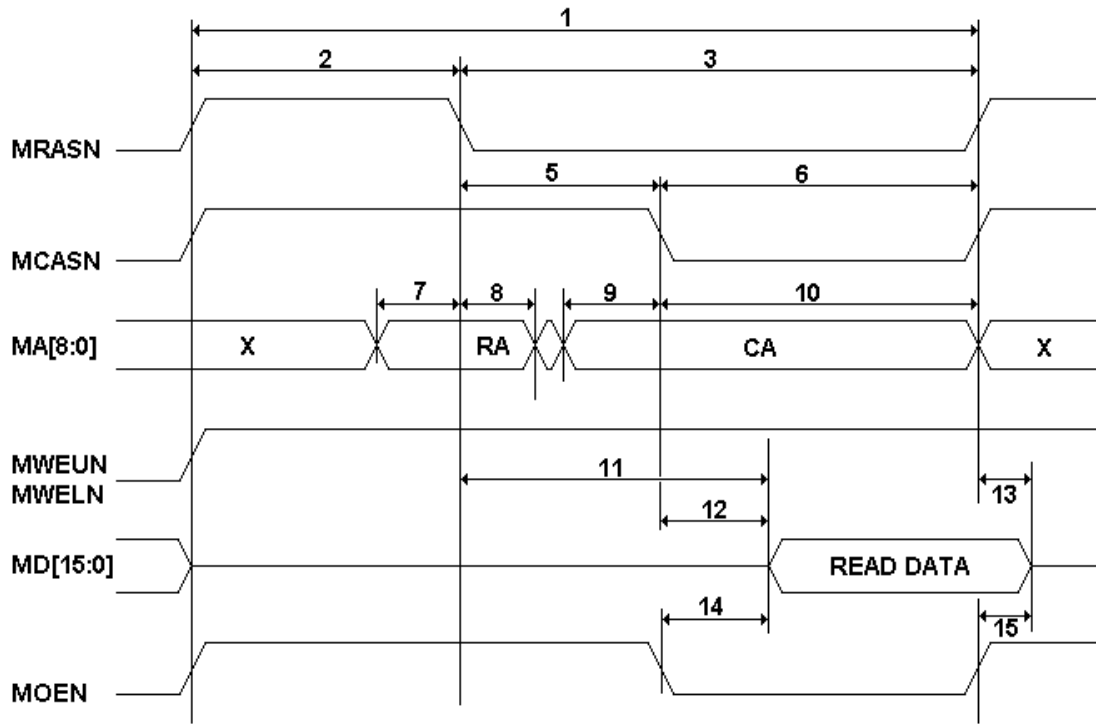 1
2 3
MRASN
5 6
MCASN
7 8 9 10
MA[8:0] X RA CA X
MWEUN
MWELN
11 13
12
MD[15:0] READ DATA
14 15
MOEN